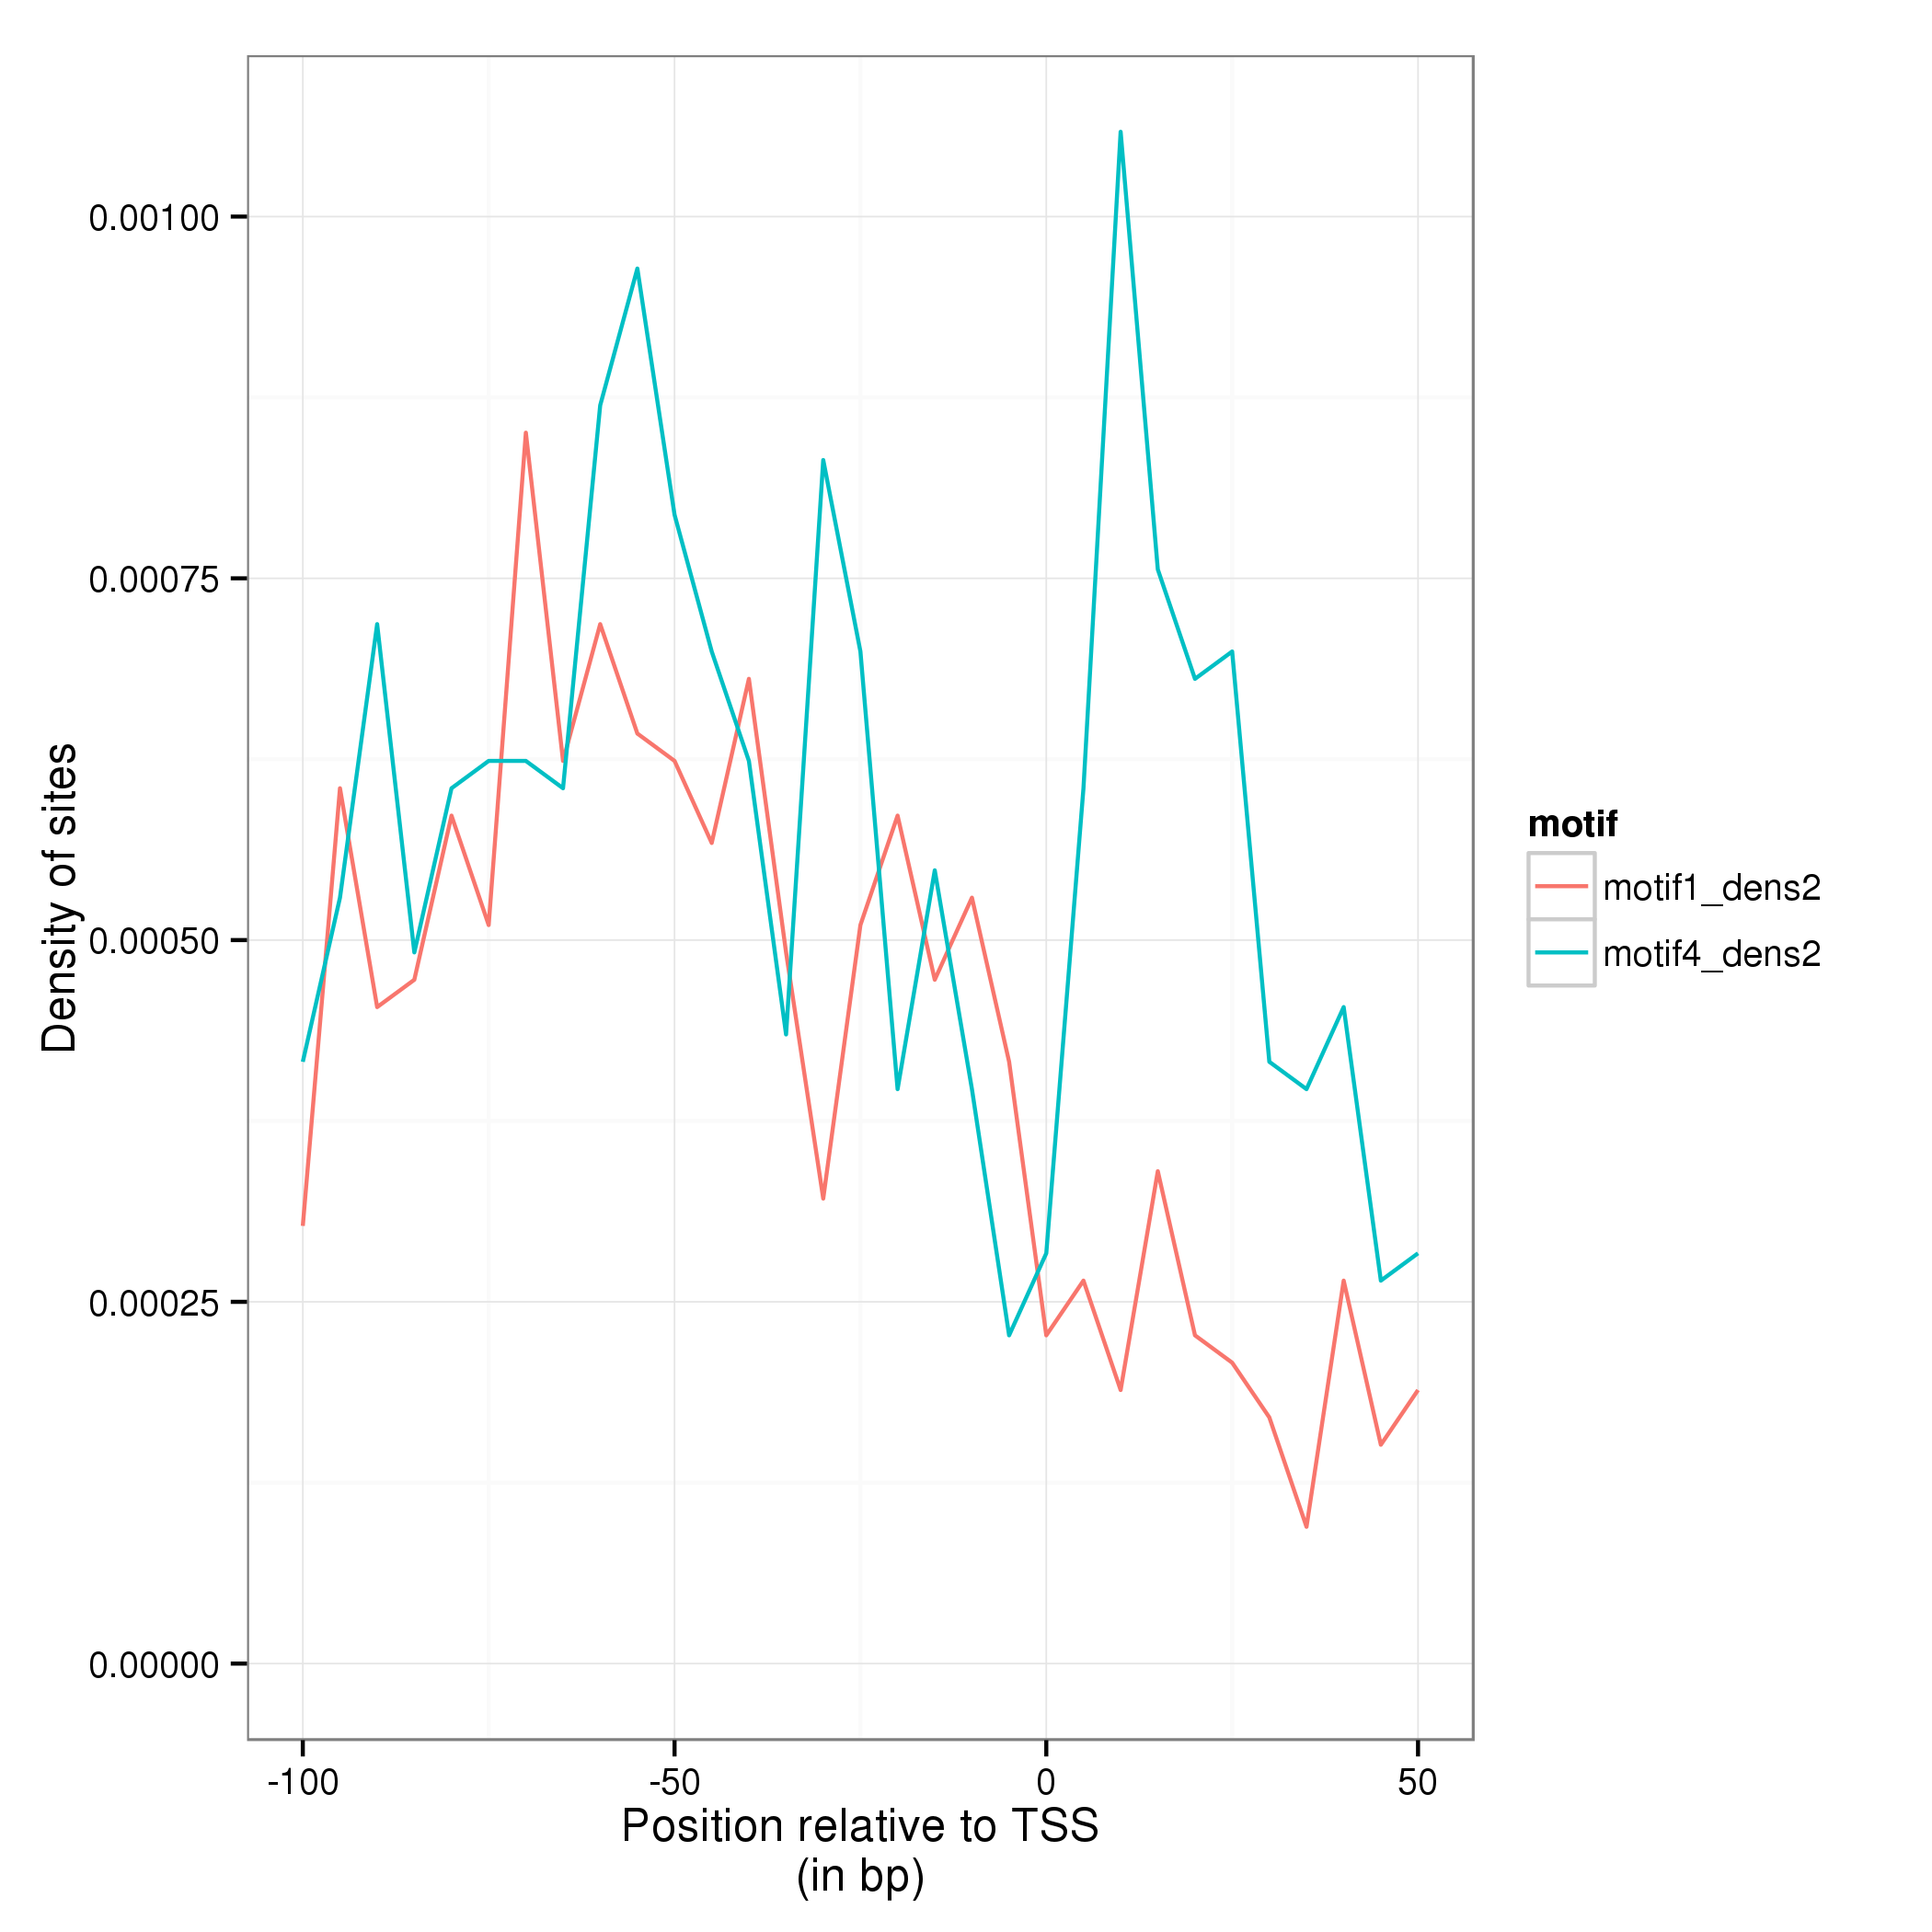 0.00100
0.00075
0.00050
0.00025
0.00000
Density of sites
-100
-50
0
50
Position relative to TSS
(in bp)
motif
motif1_dens2
motif4_dens2